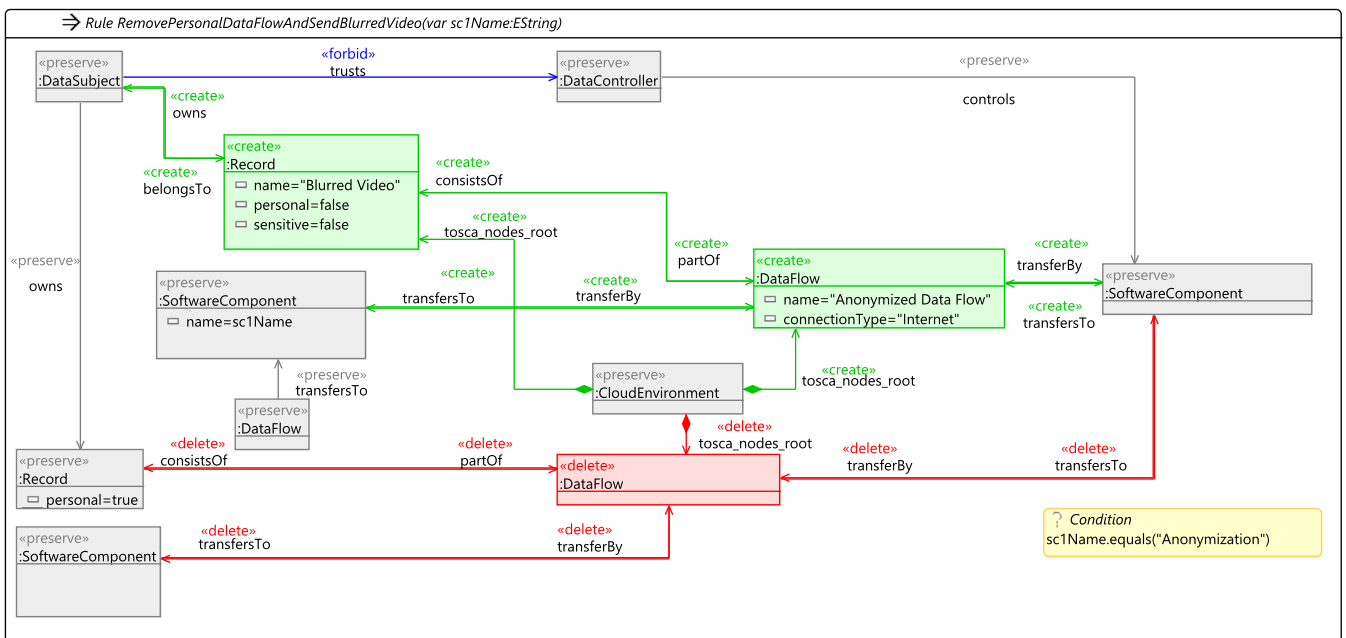 Rule RemovePersonalDataFlowAndSendBlurredVideo(var sc1Name:EString)
«preserve»
:DataSubject
«forbid»
trusts
«preserve»
:DataController
«preserve»
controls
«create»
owns
«create»
belongsTo
«create»
:Record
name="Blurred Video"
personal=false
sensitive=false
«create»
consistsOf
«create»
tosca_nodes_root
«create»
partOf
«create»
:DataFlow
name="Anonymized Data Flow"
connectionType="Internet"
«create»
transferBy
«create»
transfersTo
«preserve»
:SoftwareComponent
«preserve»
owns
«preserve»
:SoftwareComponent
name=sc1Name
«create»
transfersTo
«create»
transferBy
«preserve»
transfersTo
«preserve»
:DataFlow
«preserve»
:CloudEnvironment
«create»
tosca_nodes_root
«delete»
tosca_nodes_root
«preserve»
:Record
personal=true
«delete»
consistsOf
«delete»
partOf
«delete»
:DataFlow
«delete»
transferBy
«delete»
transfersTo
«preserve»
:SoftwareComponent
«delete»
transfersTo
«delete»
transferBy
Condition
sc1Name.equals("Anonymization")